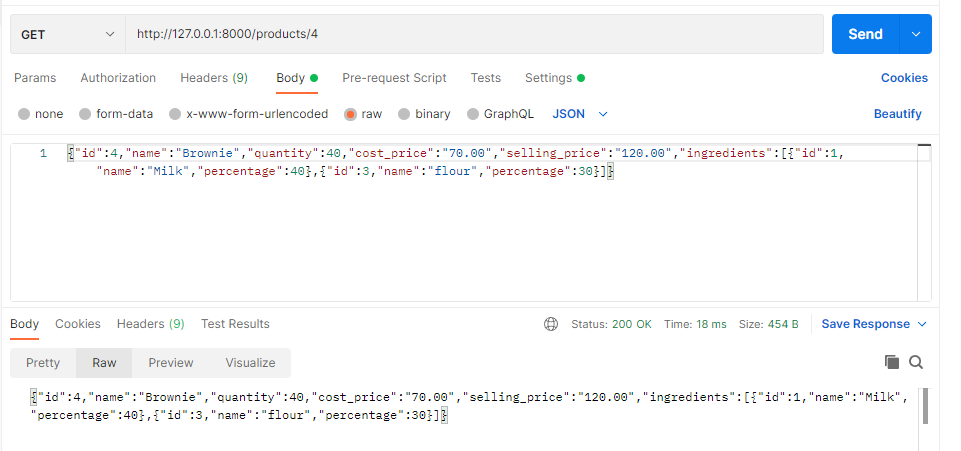 GET http://127.0.0.1:8000/products/4 Send
Params Authorization Headers (9) Body Pre-request Script Tests Settings Cookies
none form-data x-www-form-urlencoded raw binary GraphQL JSON Beautify
1 {"id":4,"name":"Brownie","quantity":40,"cost_price":"70.00","selling_price":"120.00","ingredients":[{"id":1,
"name":"Milk","percentage":40},{"id":3,"name":"flour","percentage":30}]}
Body Cookies Headers (9) Test Results Status: 200 OK Time: 18 ms Size: 454 B Save Response
Pretty Raw Preview Visualize
{"id":4,"name":"Brownie","quantity":40,"cost_price":"70.00","selling_price":"120.00","ingredients":[{"id":1,"name":"Milk",
"percentage":40},{"id":3,"name":"flour","percentage":30}]}